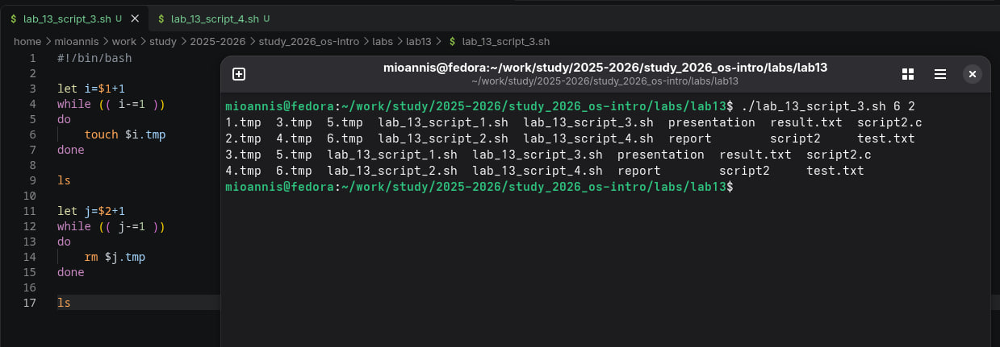 $ lab_13_script_3.sh U × $ lab_13_script_4.sh U
home > mioannis > work > study > 2025-2026 > study_2026_os-intro > labs > lab13 > $ lab_13_script_3.sh
1 #!/bin/bash
2
3 let i=$1+1
4 while (( i-=1 ))
5 do
6     touch $i.tmp
7 done
8
9 ls
10
11 let j=$2+1
12 while (( j-=1 ))
13 do
14     rm $j.tmp
15 done
16
17 ls
mioannis@fedora:~/work/study/2025-2026/study_2026_os-intro/labs/lab13
~/work/study/2025-2026/study_2026_os-intro/labs/lab13
mioannis@fedora:~/work/study/2025-2026/study_2026_os-intro/labs/lab13$ ./lab_13_script_3.sh 6 2
1.tmp  3.tmp  5.tmp  lab_13_script_1.sh  lab_13_script_3.sh  presentation  result.txt  script2.c
2.tmp  4.tmp  6.tmp  lab_13_script_2.sh  lab_13_script_4.sh  report        script2     test.txt
3.tmp  5.tmp  lab_13_script_1.sh  lab_13_script_3.sh  presentation  result.txt  script2.c
4.tmp  6.tmp  lab_13_script_2.sh  lab_13_script_4.sh  report        script2     test.txt
mioannis@fedora:~/work/study/2025-2026/study_2026_os-intro/labs/lab13$